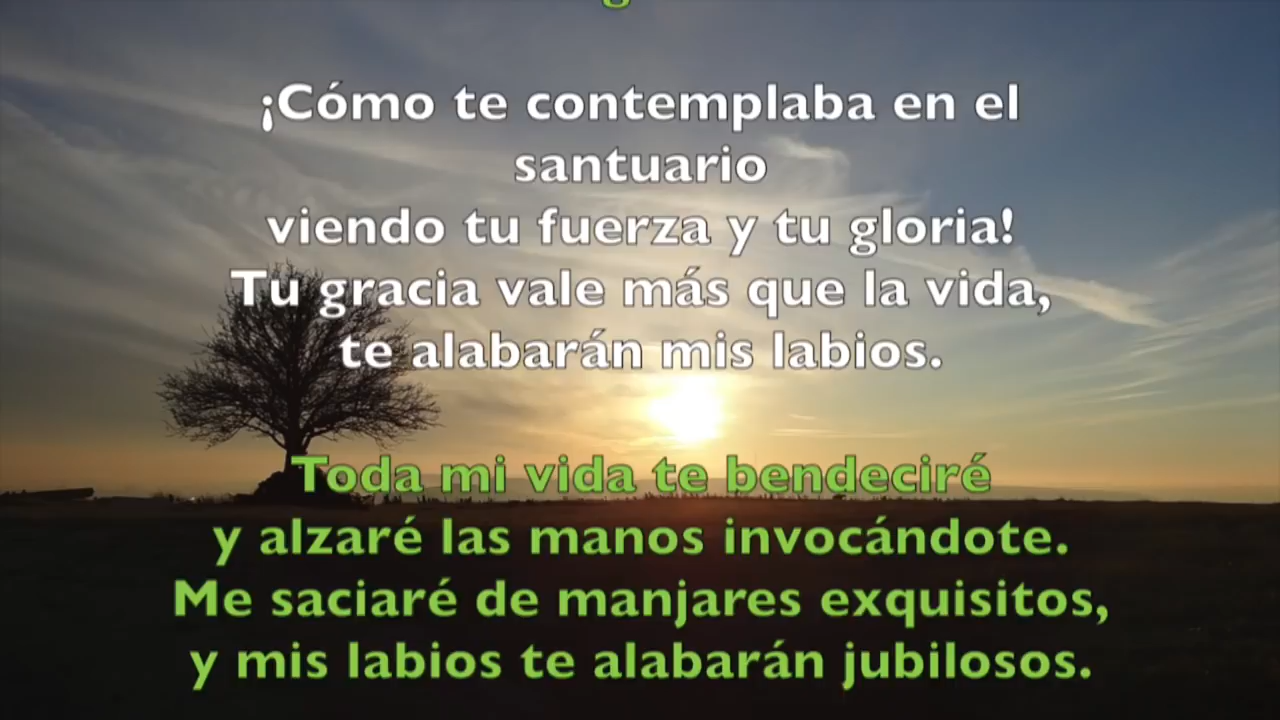 ¡Cómo te contemplaba en el
santuario
viendo tu fuerza y tu gloria!
Tu gracia vale más que la vida,
te alabarán mis labios.
Toda mi vida te bendeciré
y alzaré las manos invocándote.
Me saciaré de manjares exquisitos,
y mis labios te alabarán jubilosos.